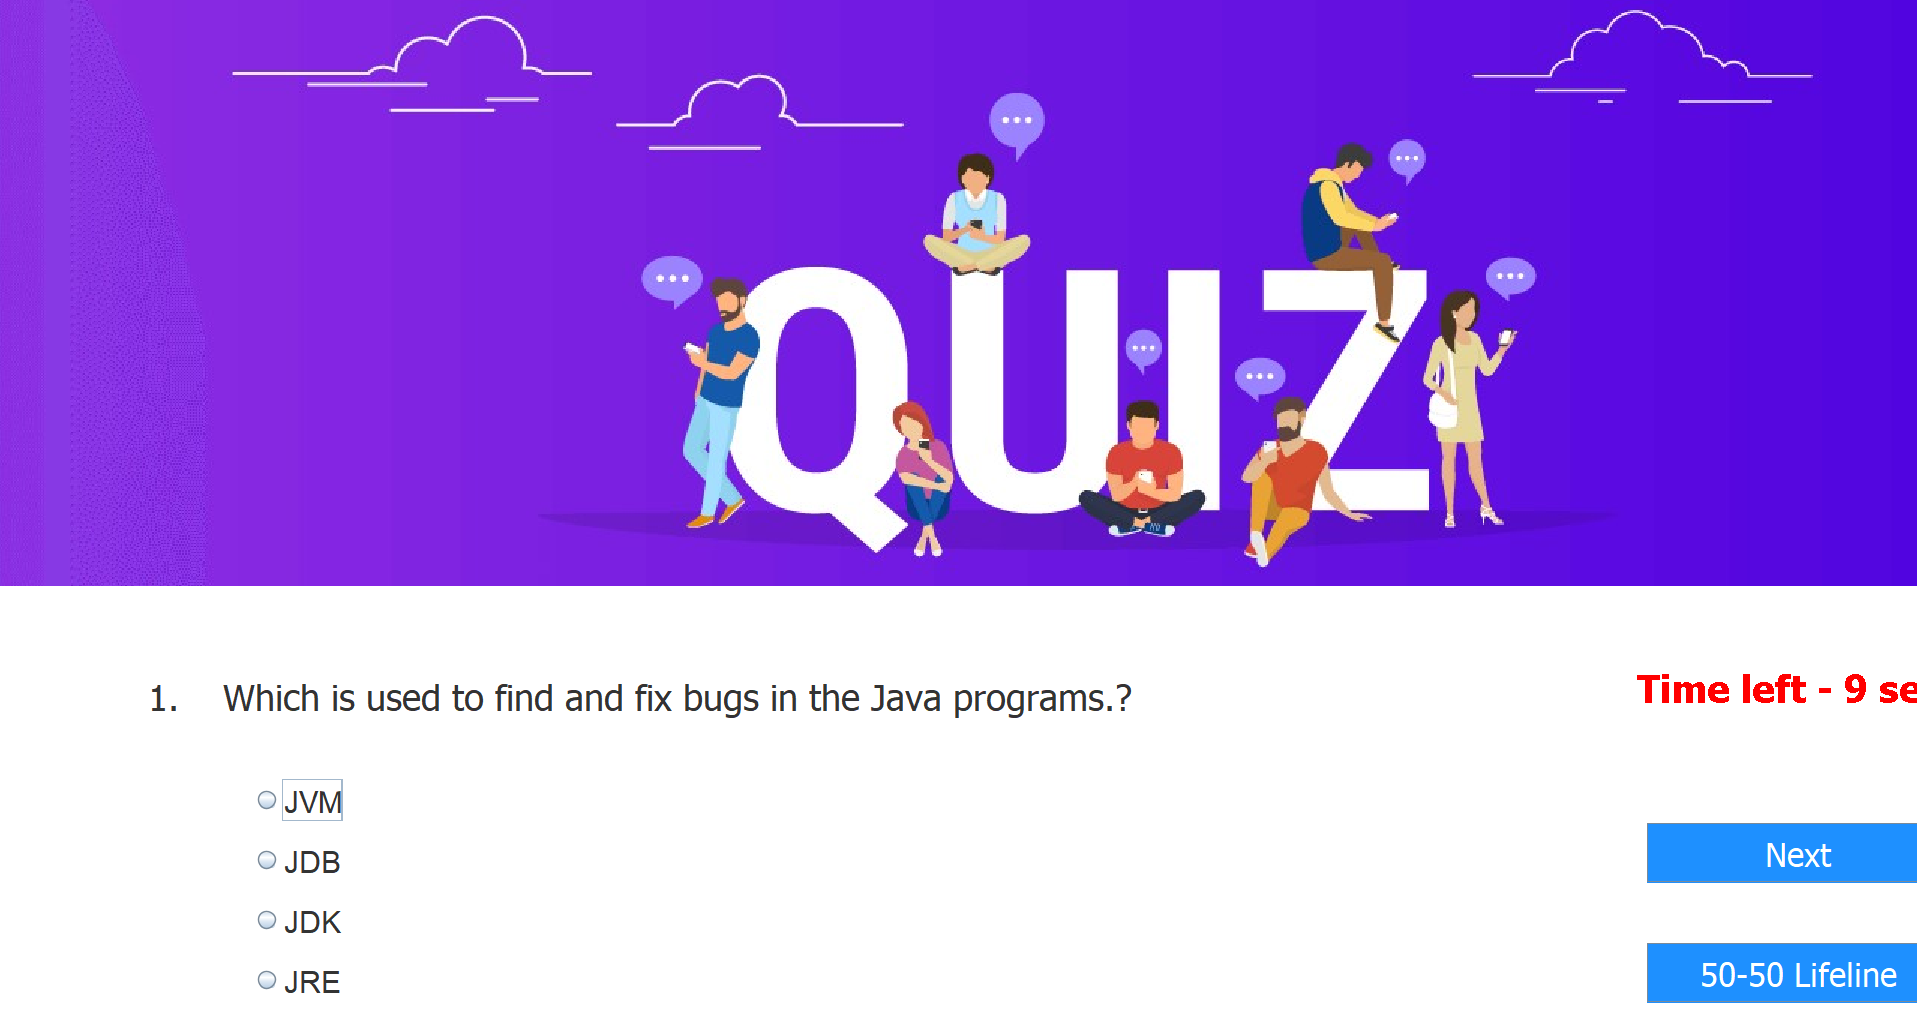 QUIZ
1. Which is used to find and fix bugs in the Java programs.?
Time left - 9 se
JVM
JDB
JDK
JRE
Next
50-50 Lifeline